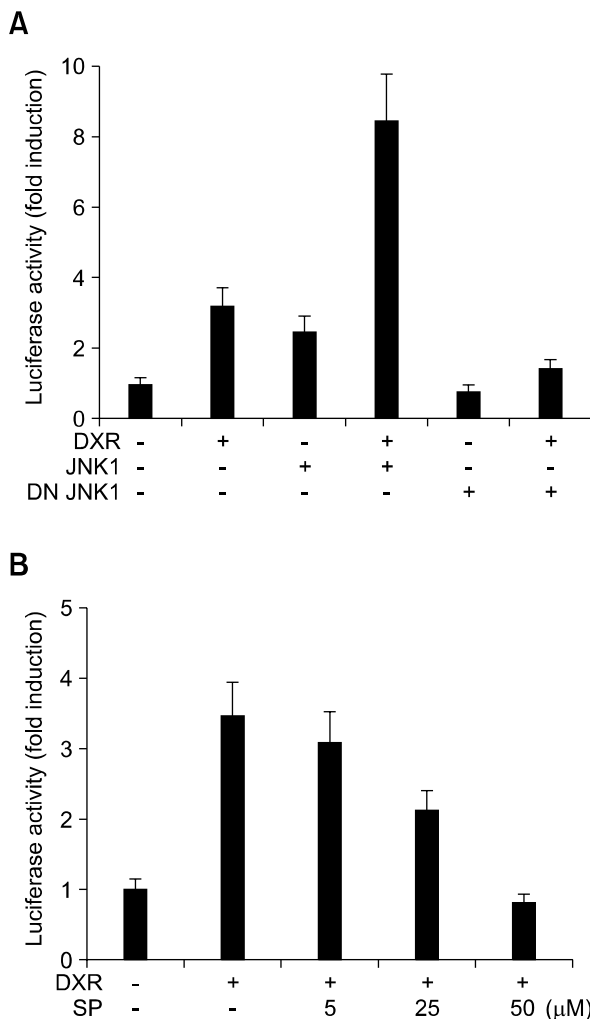 A
Luciferase activity (fold induction)
10
8
6
4
2
0
DXR - + - + - +
JNK1 - - + + - -
DN JNK1 - - - - + +
B
Luciferase activity (fold induction)
5
4
3
2
1
0
DXR - + + + +
SP - - 5 25 50 (μM)